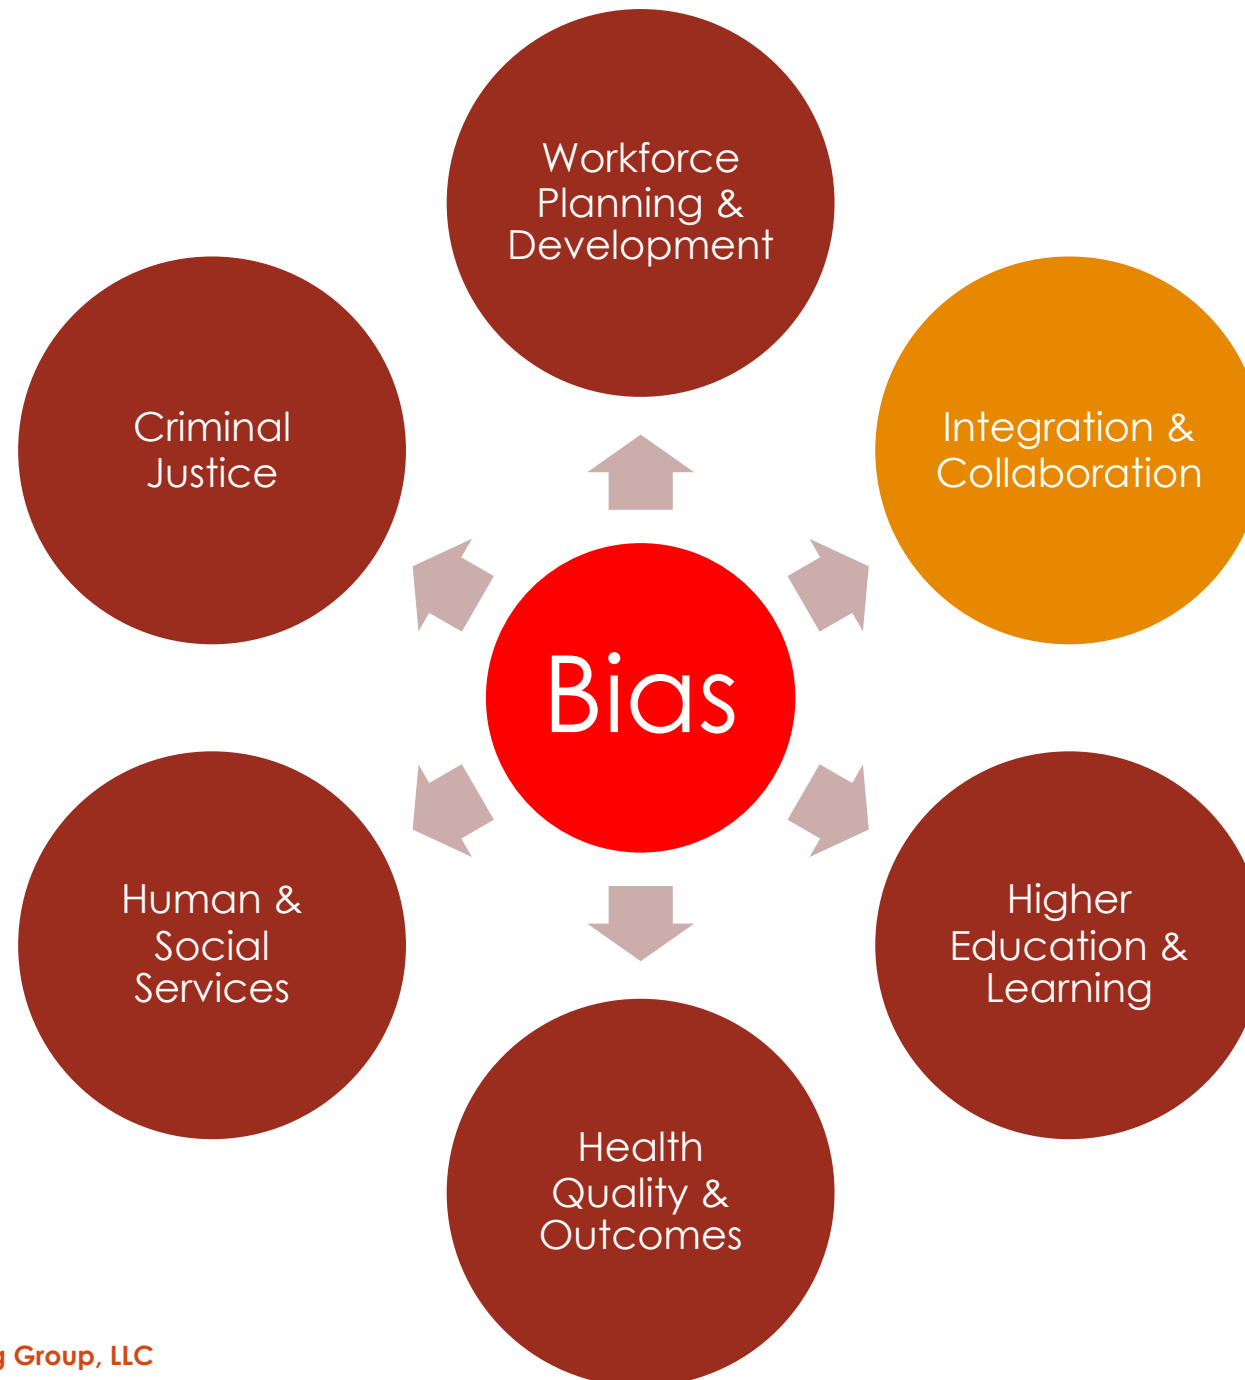 Workforce
Planning &
Development
Integration &
Collaboration
Higher
Education &
Learning
Health
Quality &
Outcomes
Human &
Social
Services
Criminal
Justice
Bias
Group, LLC